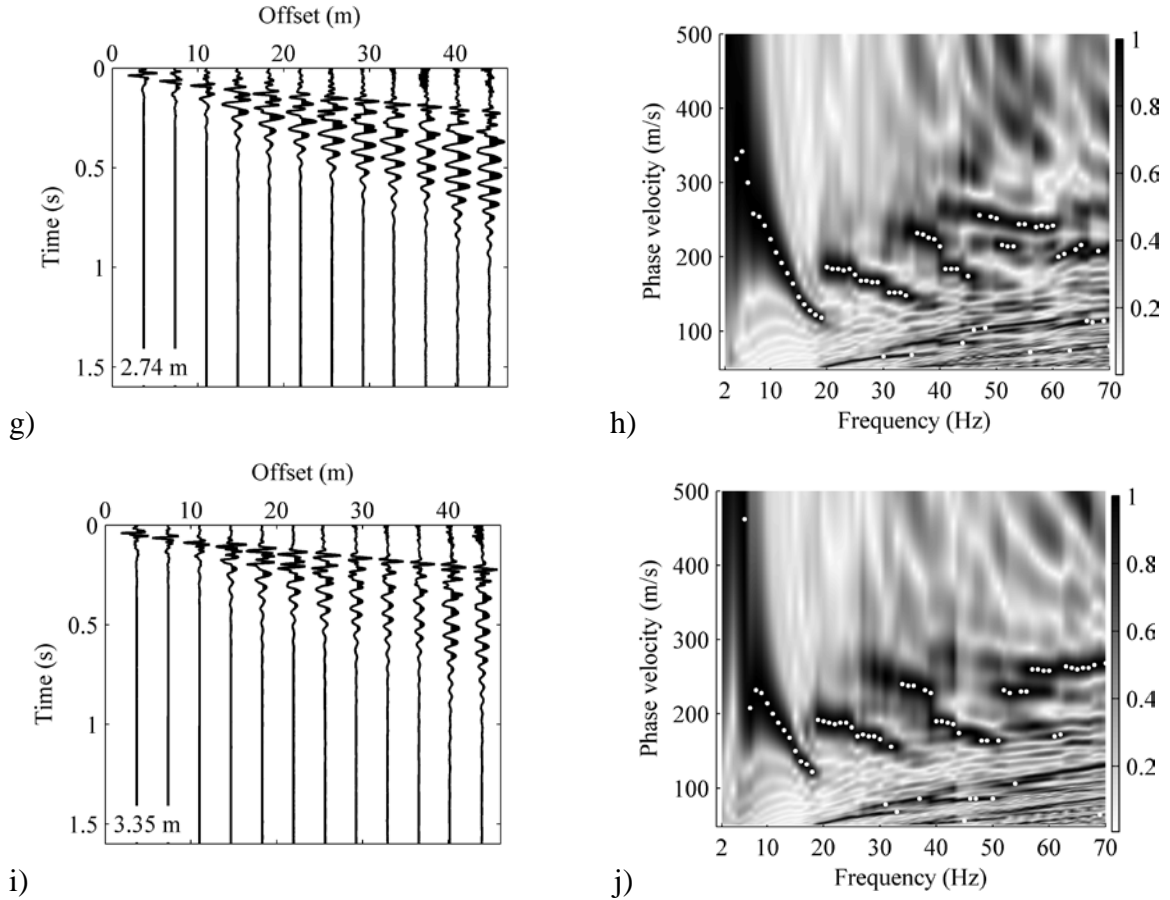 Offset (m)
0 10 20 30 40
0
0.5
1
1.5
Time (s)
2.74 m
g)
500
400
300
200
100
Phase velocity (m/s)
2 10 20 30 40 50 60 70
Frequency (Hz)
1
0.8
0.6
0.4
0.2
h)
Offset (m)
0 10 20 30 40
0
0.5
1
1.5
Time (s)
3.35 m
i)
500
400
300
200
100
Phase velocity (m/s)
2 10 20 30 40 50 60 70
Frequency (Hz)
1
0.8
0.6
0.4
0.2
j)